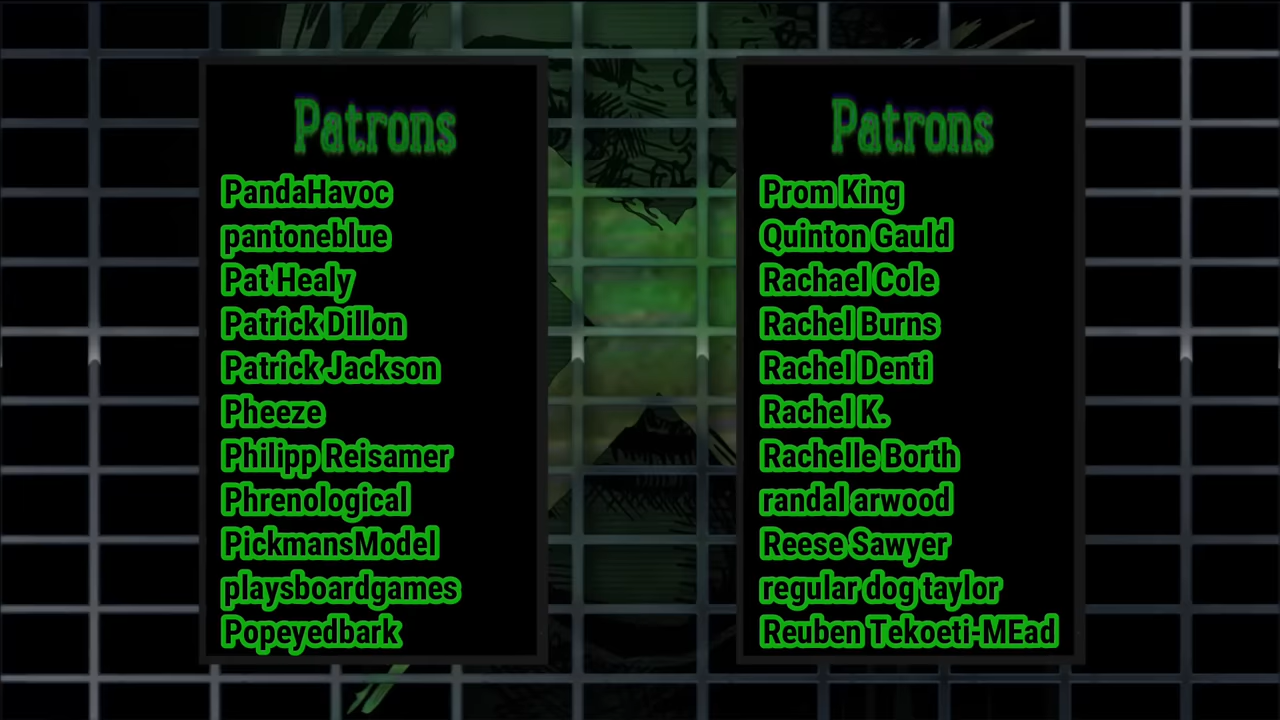 Patrons
PandaHavoc
pantoneblue
Pat Healy
Patrick Dillon
Patrick Jackson
Pheeze
Philipp Reisamer
Phrenological
PickmansModel
playsboardgames
Popeyedbark
Patrons
Prom King
Quinton Gauld
Rachael Cole
Rachel Burns
Rachel Denti
Rachel K.
Rachelle Borth
randal arwood
Reese Sawyer
regular dog taylor
Reuben Tekoeti-MEad